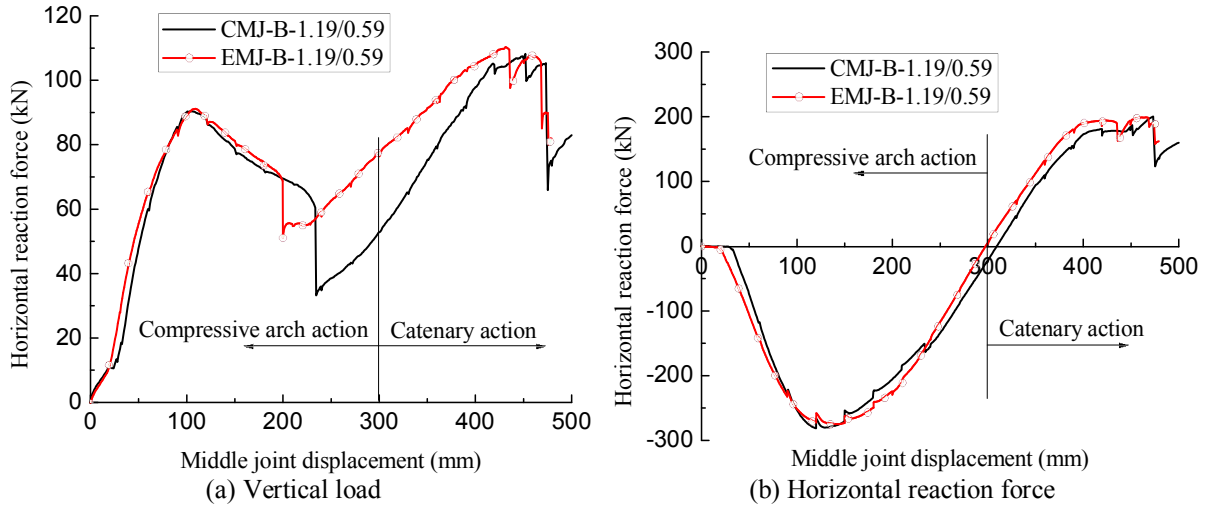 CMJ-B-1.19/0.59
EMJ-B-1.19/0.59
Horizontal reaction force (kN)
120
100
80
60
40
20
0
Compressive arch action
Catenary action
0
100
200
300
400
500
Middle joint displacement (mm)
(a) Vertical load
CMJ-B-1.19/0.59
EMJ-B-1.19/0.59
Horizontal reaction force (kN)
300
200
100
0
-100
-200
-300
Compressive arch action
0
100
200
300
400
500
Catenary action
Middle joint displacement (mm)
(b) Horizontal reaction force